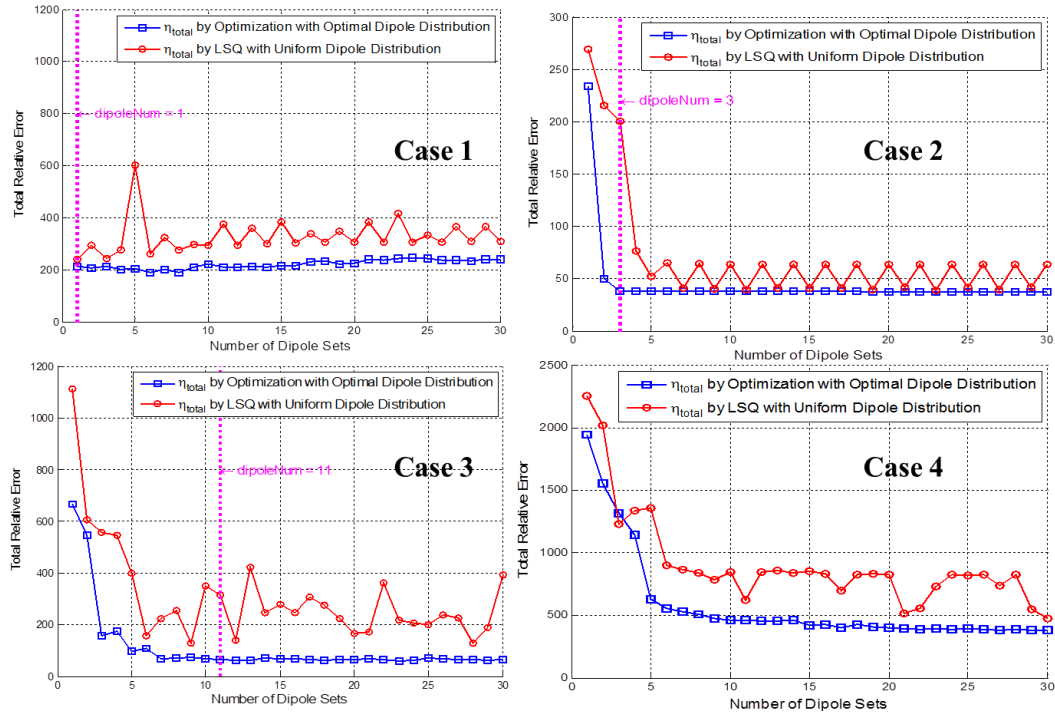 1200
1000
800
600
400
200
0
0 5 10 15 20 25 30
Total Relative Error
Number of Dipole Sets
ηtotal by Optimization with Optimal Dipole Distribution
ηtotal by LSQ with Uniform Dipole Distribution
← dipoleNum = 1
Case 1
300
250
200
150
100
50
0
0 5 10 15 20 25 30
Total Relative Error
Number of Dipole Sets
ηtotal by Optimization with Optimal Dipole Distribution
ηtotal by LSQ with Uniform Dipole Distribution
← dipoleNum = 3
Case 2
1200
1000
800
600
400
200
0
0 5 10 15 20 25 30
Total Relative Error
Number of Dipole Sets
ηtotal by Optimization with Optimal Dipole Distribution
ηtotal by LSQ with Uniform Dipole Distribution
← dipoleNum = 11
Case 3
2500
2000
1500
1000
500
0
0 5 10 15 20 25 30
Total Relative Error
Number of Dipole Sets
ηtotal by Optimization with Optimal Dipole Distribution
ηtotal by LSQ with Uniform Dipole Distribution
Case 4